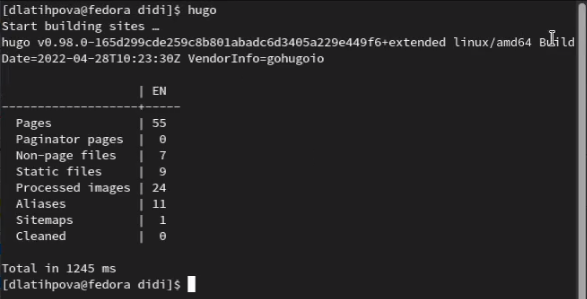 [dlatihpova@fedora didi]$ hugo
Start building sites …
hugo v0.98.0-165d299cde259c8b801abadc6d3405a229e449f6+extended linux/amd64 Build
Date=2022-04-28T10:23:30Z VendorInfo=gohugoio
                   | EN
-------------------+-----
  Pages            | 55
  Paginator pages  |  0
  Non-page files   |  7
  Static files     |  9
  Processed images | 24
  Aliases          | 11
  Sitemaps         |  1
  Cleaned          |  0
Total in 1245 ms
[dlatihpova@fedora didi]$